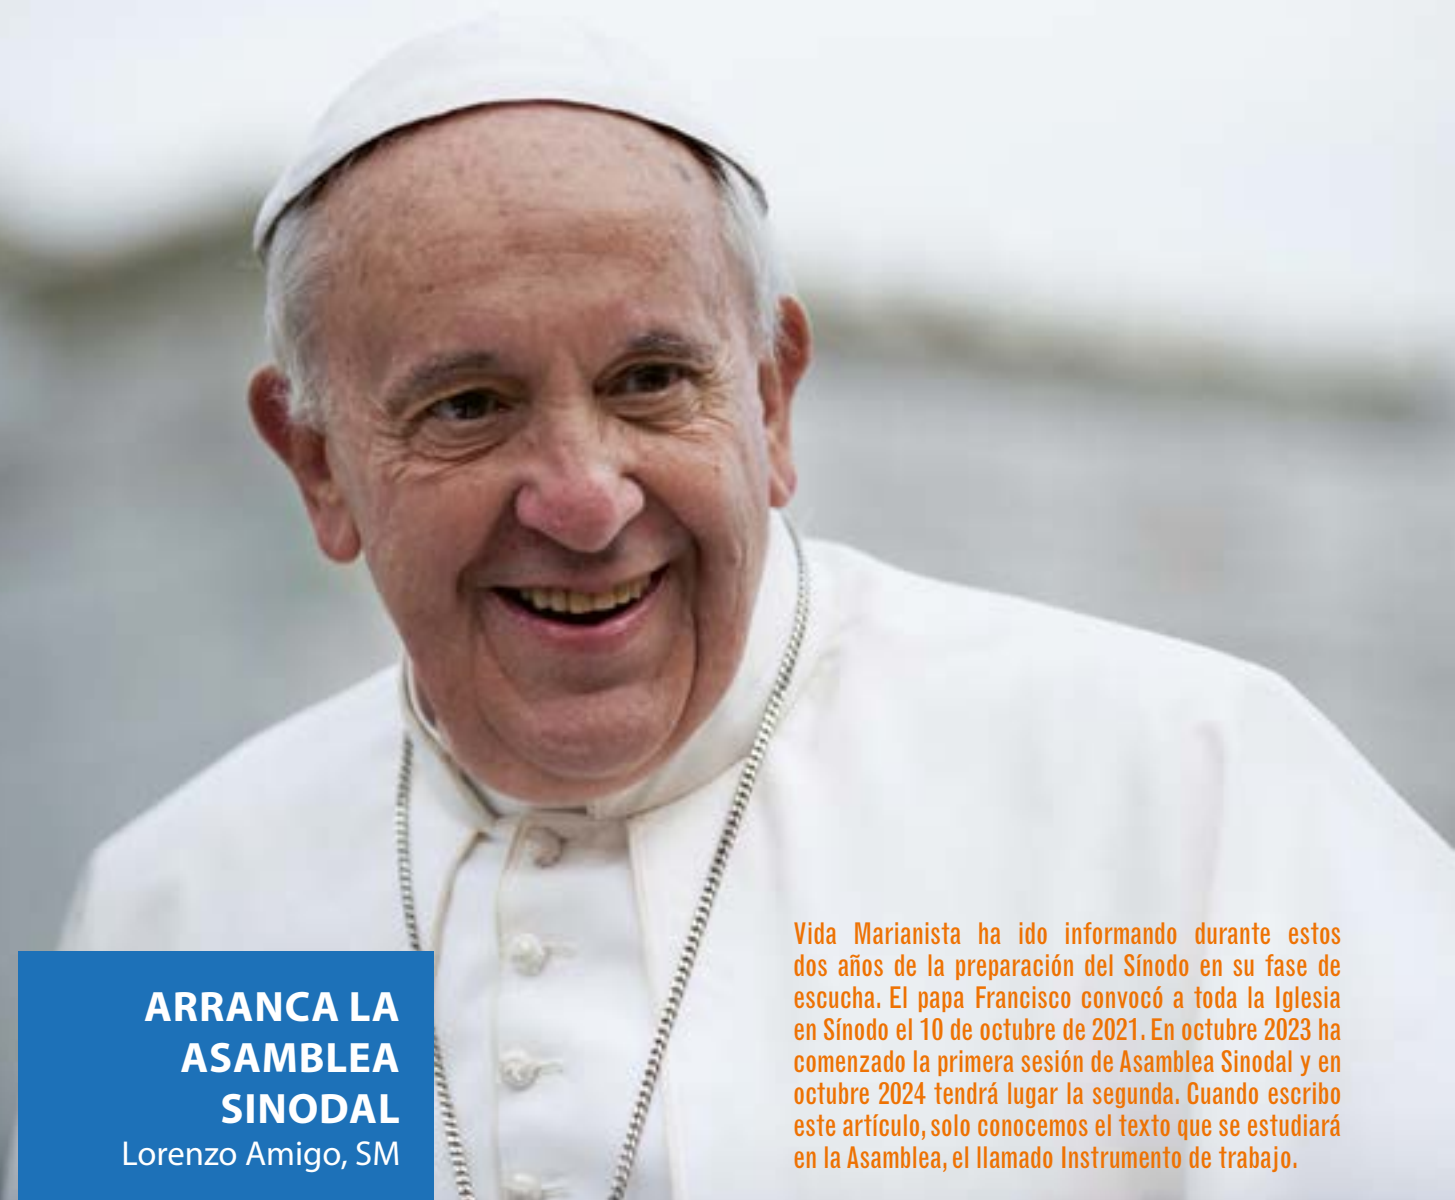 ARRANCA LA
ASAMBLEA
SINODAL
Lorenzo Amigo, SM
Vida Marianista ha ido informando durante estos
dos años de la preparación del Sínodo en su fase de
escucha. El papa Francisco convocó a toda la Iglesia
en Sínodo el 10 de octubre de 2021. En octubre 2023 ha
comenzado la primera sesión de Asamblea Sinodal y en
octubre 2024 tendrá lugar la segunda. Cuando escribo
este artículo, solo conocemos el texto que se estudiará
en la Asamblea, el llamado Instrumento de trabajo.